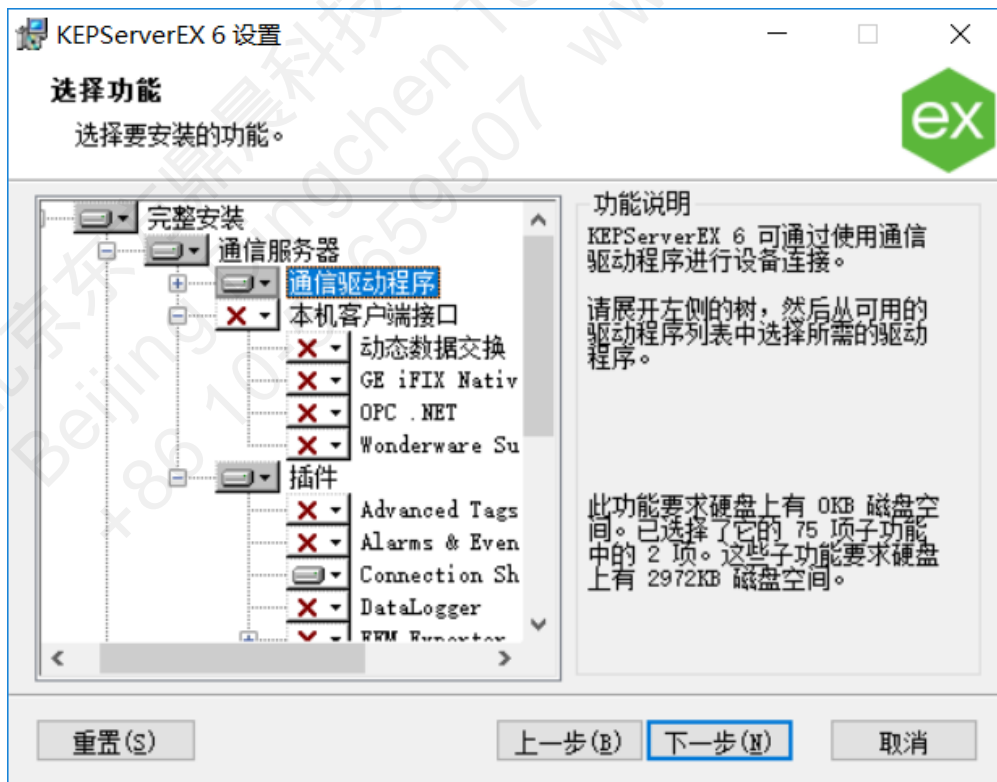 KEPServerEX 6 设置
选择功能
选择要安装的功能。
ex
完整安装
通信服务器
通信驱动程序
本机客户端接口
动态数据交换
GE iFIX Nativ
OPC .NET
Wonderware Su
插件
Advanced Tags
Alarms & Even
Connection Sh
DataLogger
EFM Exporter
功能说明
KEPServerEX 6 可通过使用通信
驱动程序进行设备连接。
请展开左侧的树，然后从可用的
驱动程序列表中选择所需的驱动
程序。
此功能要求硬盘上有 0KB 磁盘空
间。已选择了它的 75 项子功能
中的 2 项。这些子功能要求硬盘
上有 2972KB 磁盘空间。
重置(S)
上一步(B)
下一步(N)
取消